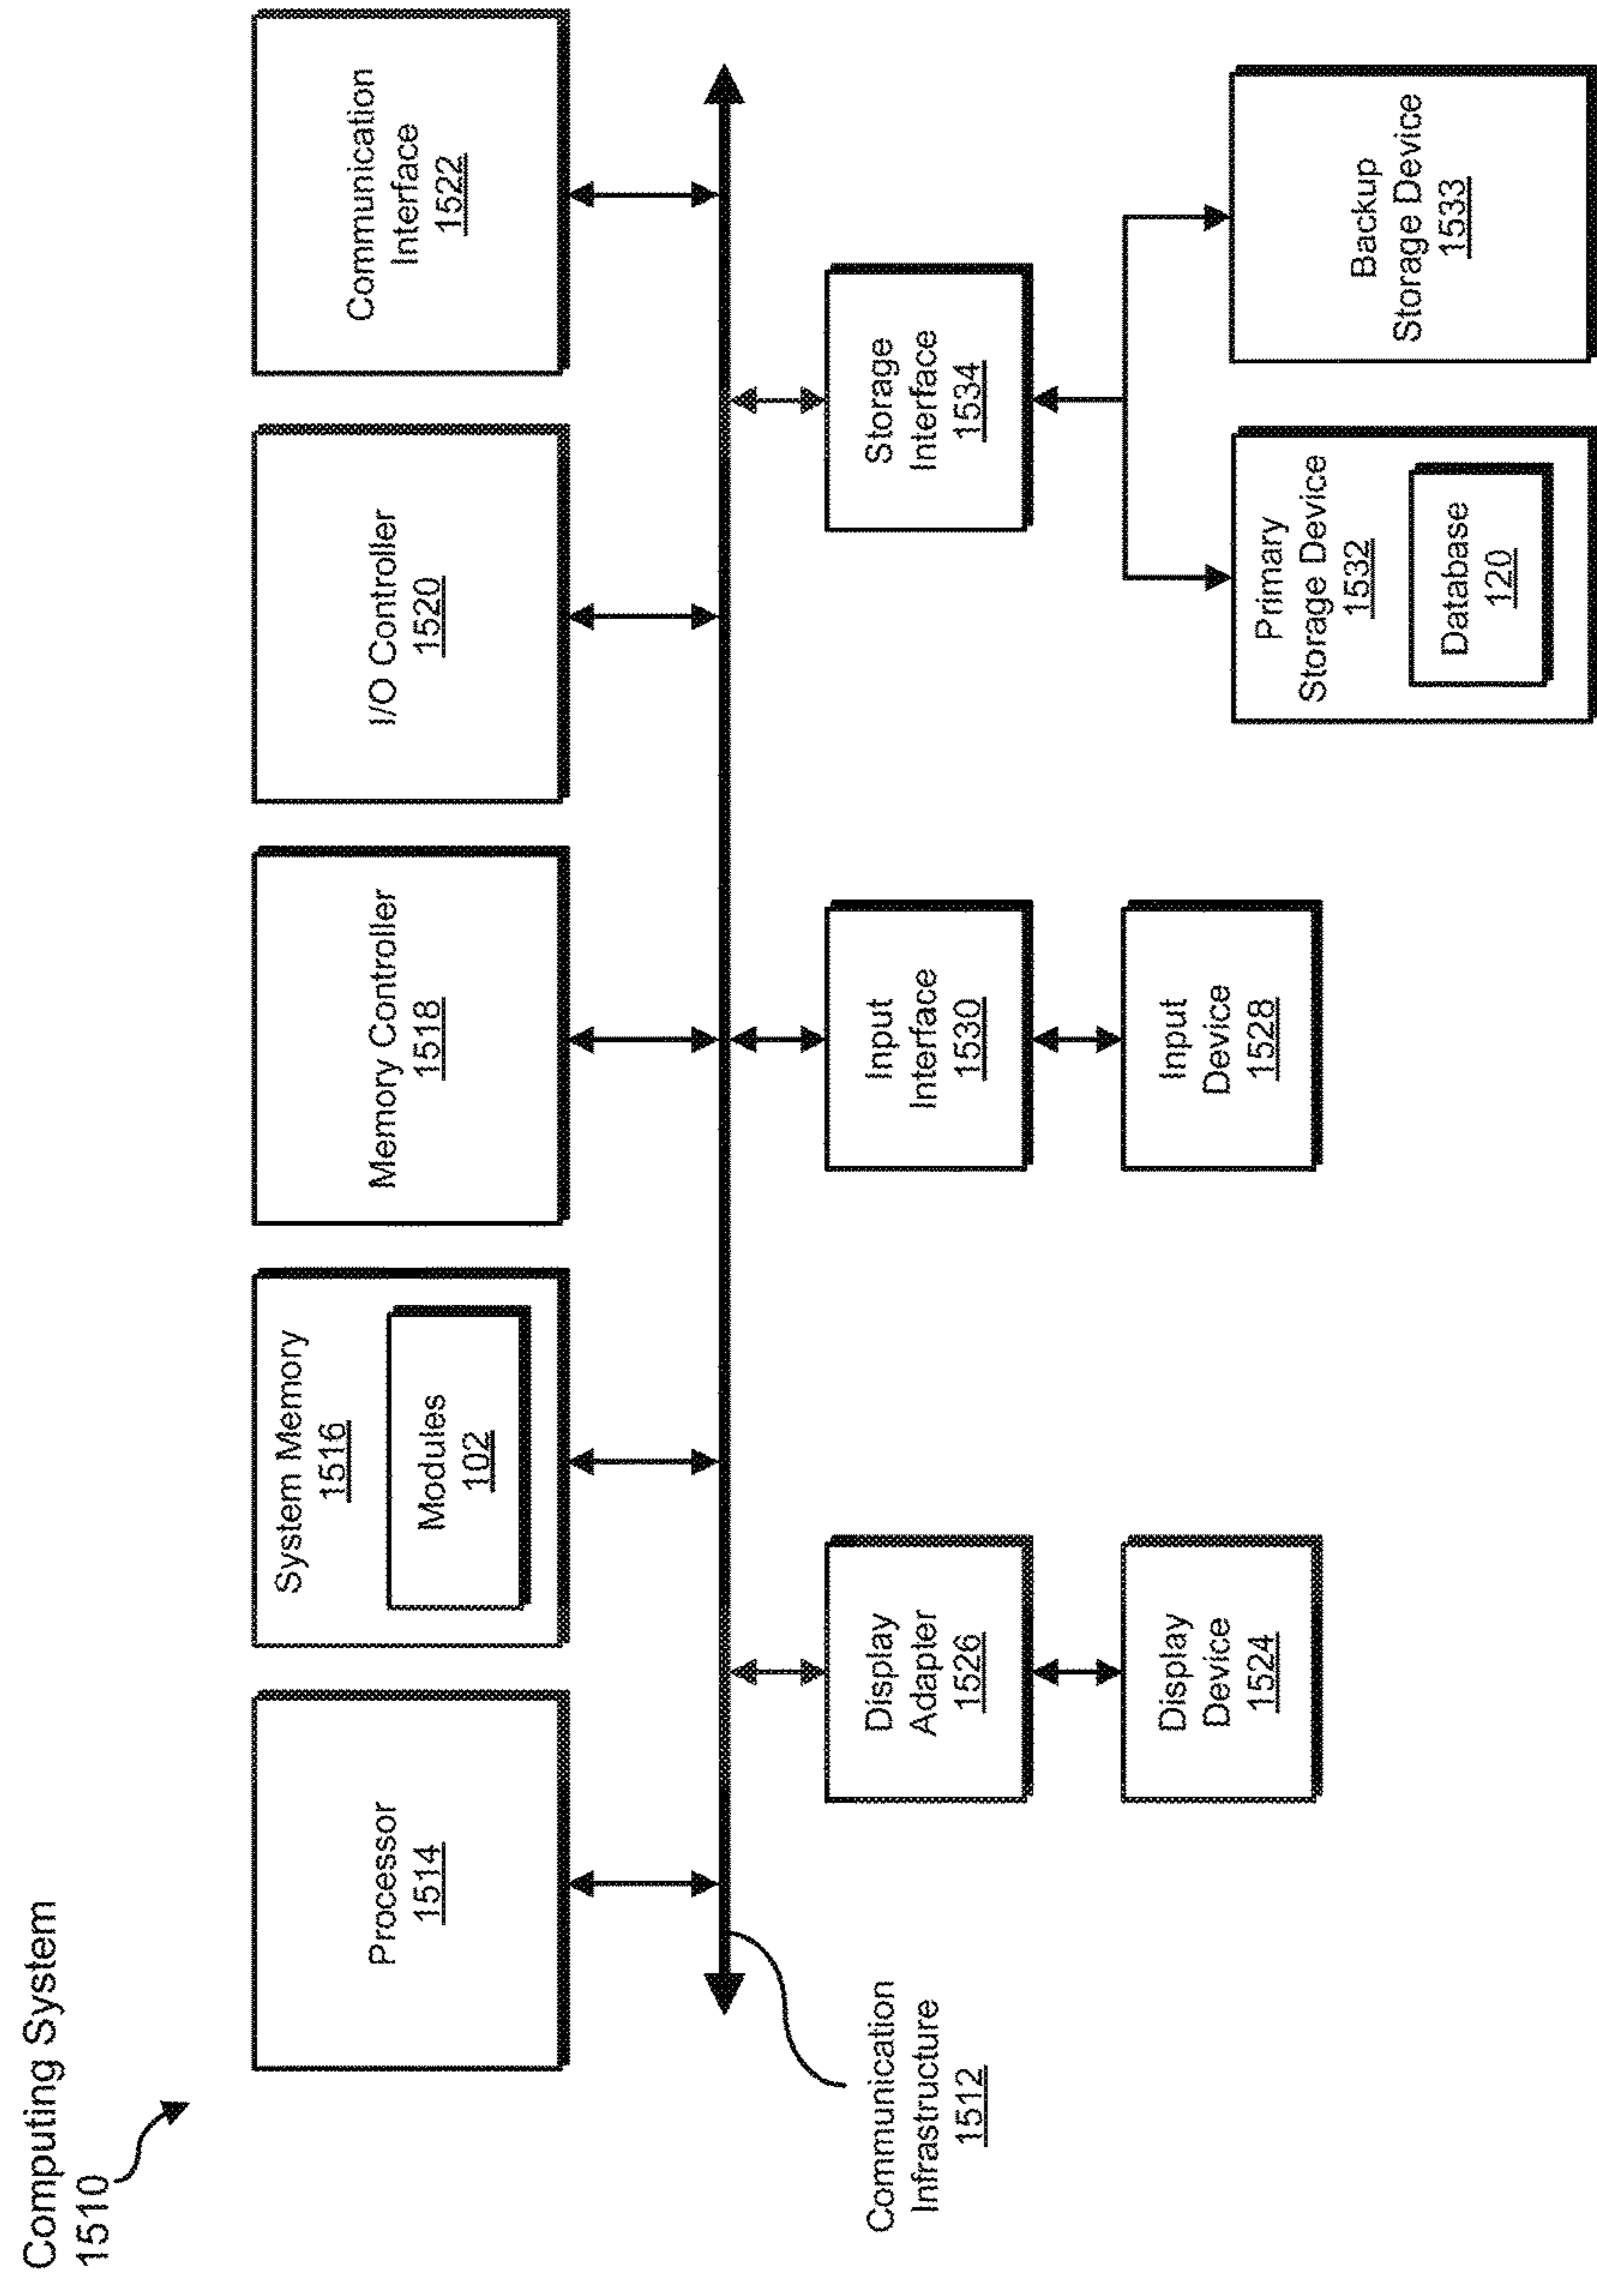 Computing System
1510
Processor
1514
System Memory
1516
Modules
102
Memory Controller
1518
I/O Controller
1520
Communication
Interface
1522
Communication
Infrastructure
1512
Display
Adapter
1526
Input
Interface
1530
Storage
Interface
1534
Display
Device
1524
Input
Device
1528
Primary
Storage Device
1532
Database
120
Backup
Storage Device
1533